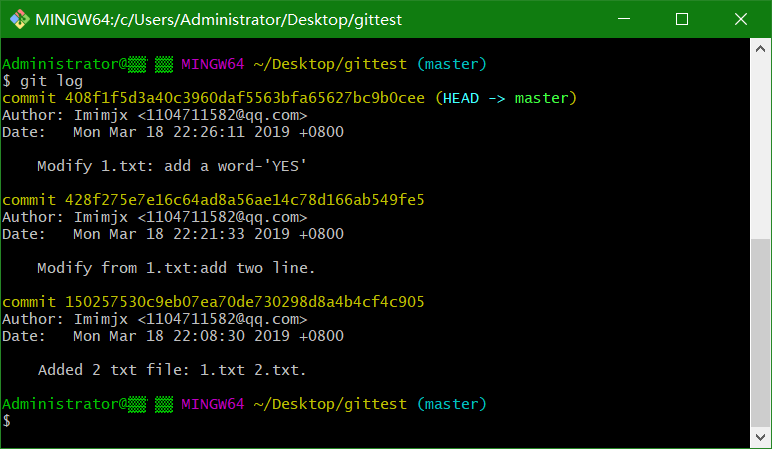 MINGW64:/c/Users/Administrator/Desktop/gittest
Administrator@ MINGW64 ~/Desktop/gittest (master)
$ git log
commit 408f1f5d3a40c3960daf5563bfa65627bc9b0cee (HEAD -> master)
Author: Imimjx <1104711582@qq.com>
Date:   Mon Mar 18 22:26:11 2019 +0800
Modify 1.txt: add a word-'YES'
commit 428f275e7e16c64ad8a56ae14c78d166ab549fe5
Author: Imimjx <1104711582@qq.com>
Date:   Mon Mar 18 22:21:33 2019 +0800
Modify from 1.txt:add two line.
commit 150257530c9eb07ea70de730298d8a4b4cf4c905
Author: Imimjx <1104711582@qq.com>
Date:   Mon Mar 18 22:08:30 2019 +0800
Added 2 txt file: 1.txt 2.txt.
Administrator@ MINGW64 ~/Desktop/gittest (master)
$